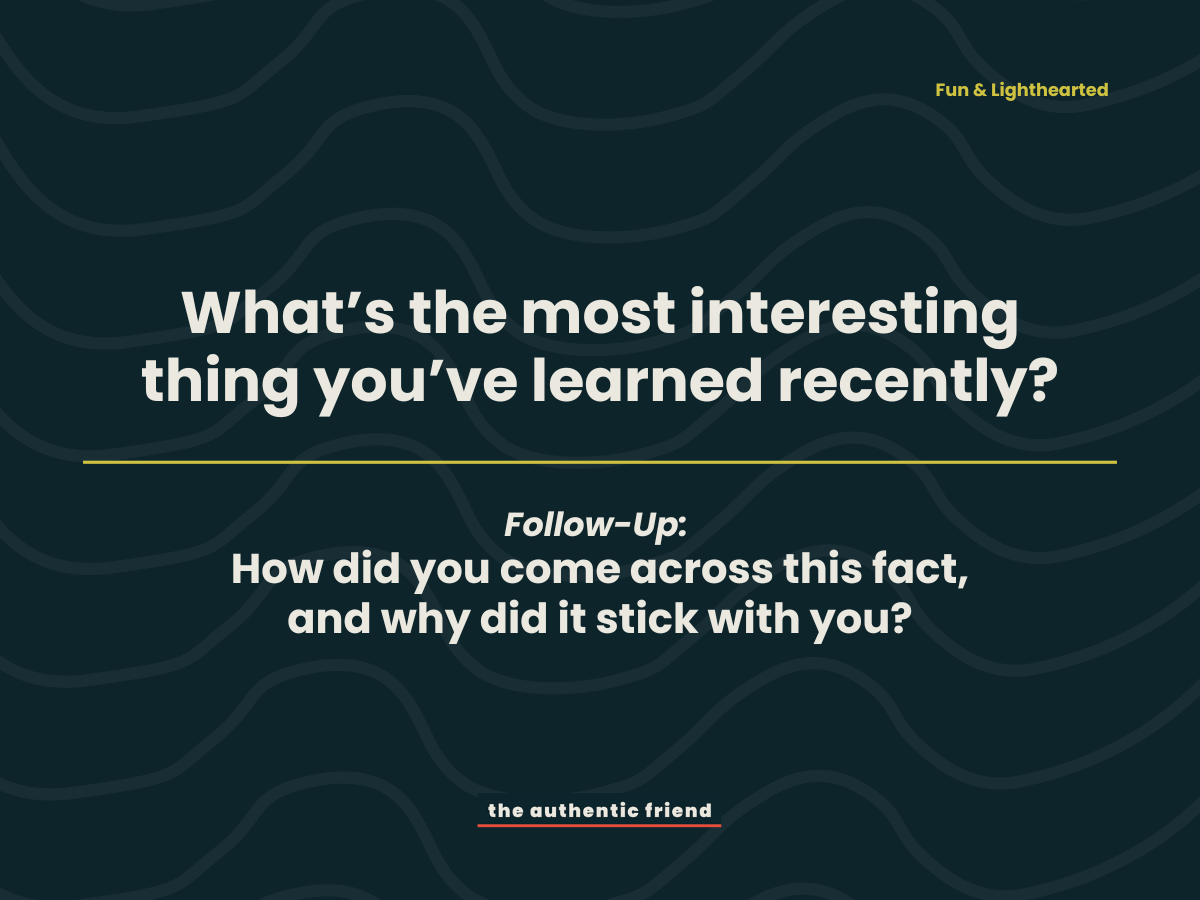 Fun & Lighthearted
What’s the most interesting
thing you’ve learned recently?
Follow-Up:
How did you come across this fact,
and why did it stick with you?
the authentic friend